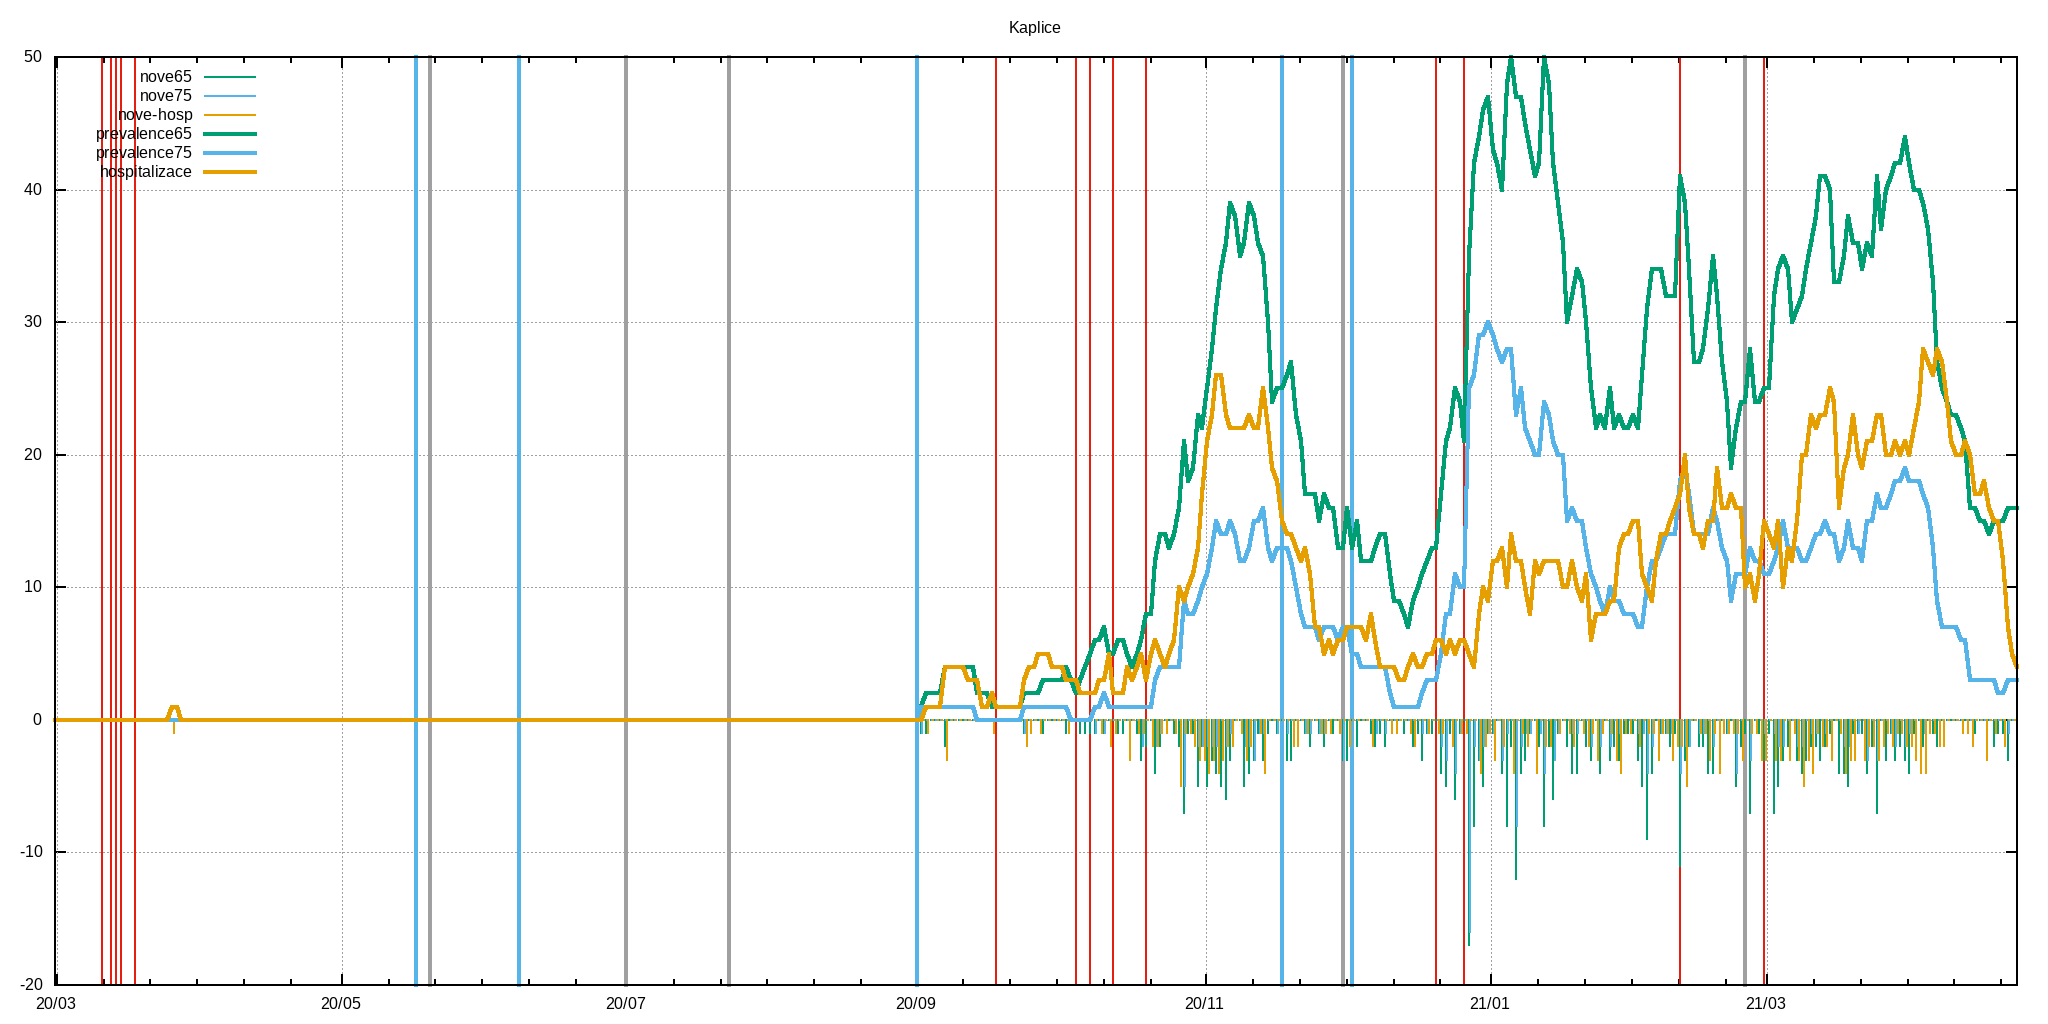 Kaplice
50
nove65
nove75
nove-hosp
prevalence65
prevalence75
hospitalizace
40
30
20
10
0
-10
-20
20/03 20/05 20/07 20/09 20/11 21/01 21/03